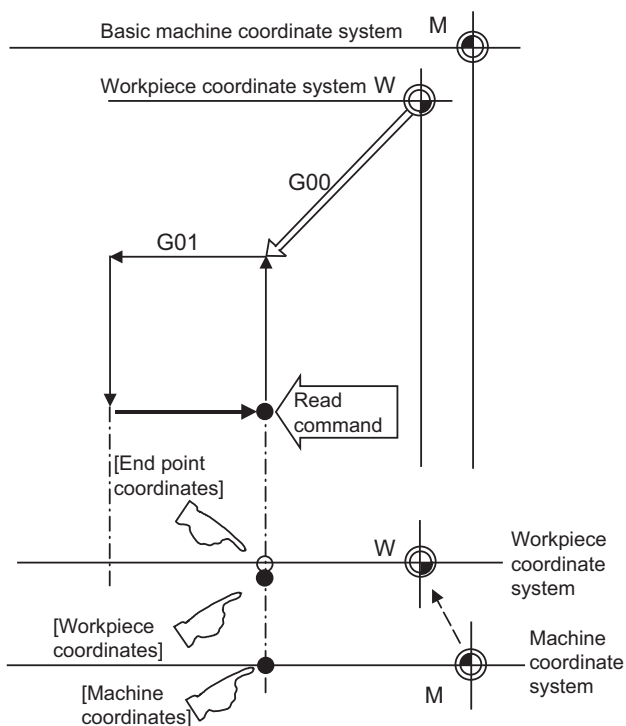 Basic machine coordinate system
M
Workpiece coordinate system W
G00
G01
Read
command
[End point
coordinates]
W
Workpiece
coordinate
system
[Workpiece
coordinates]
Machine
coordinate
system
[Machine
coordinates]
M